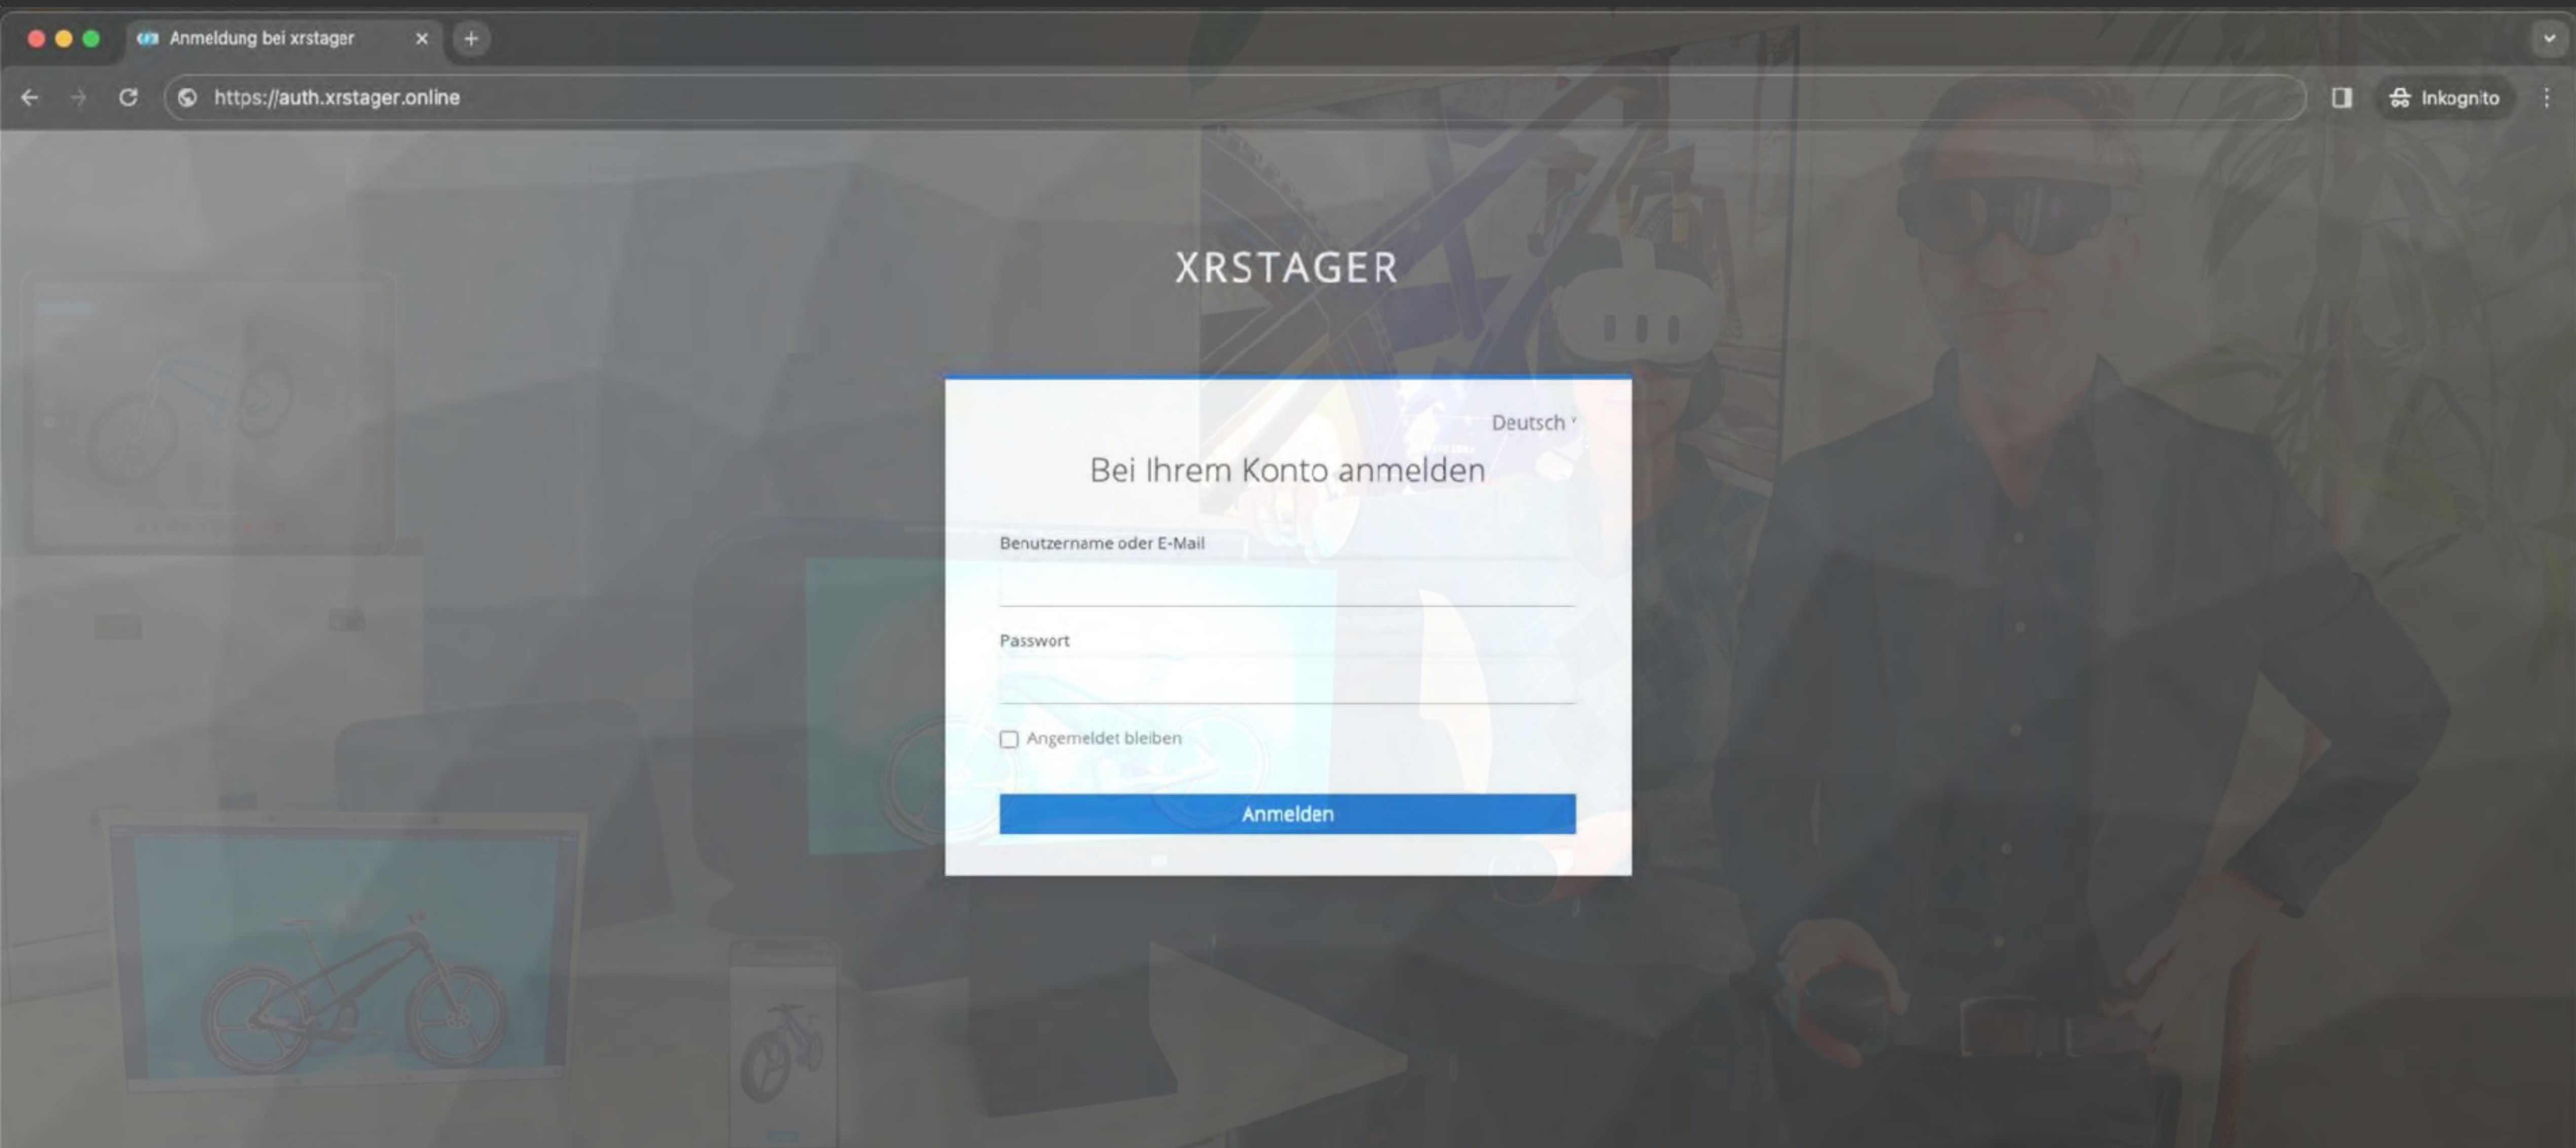 Anmeldung bei xrstager
https://auth.xrstager.online
Inkognito
XRSTAGER
Deutsch
Bei Ihrem Konto anmelden
Benutzername oder E-Mail
Passwort
Angemeldet bleiben
Anmelden